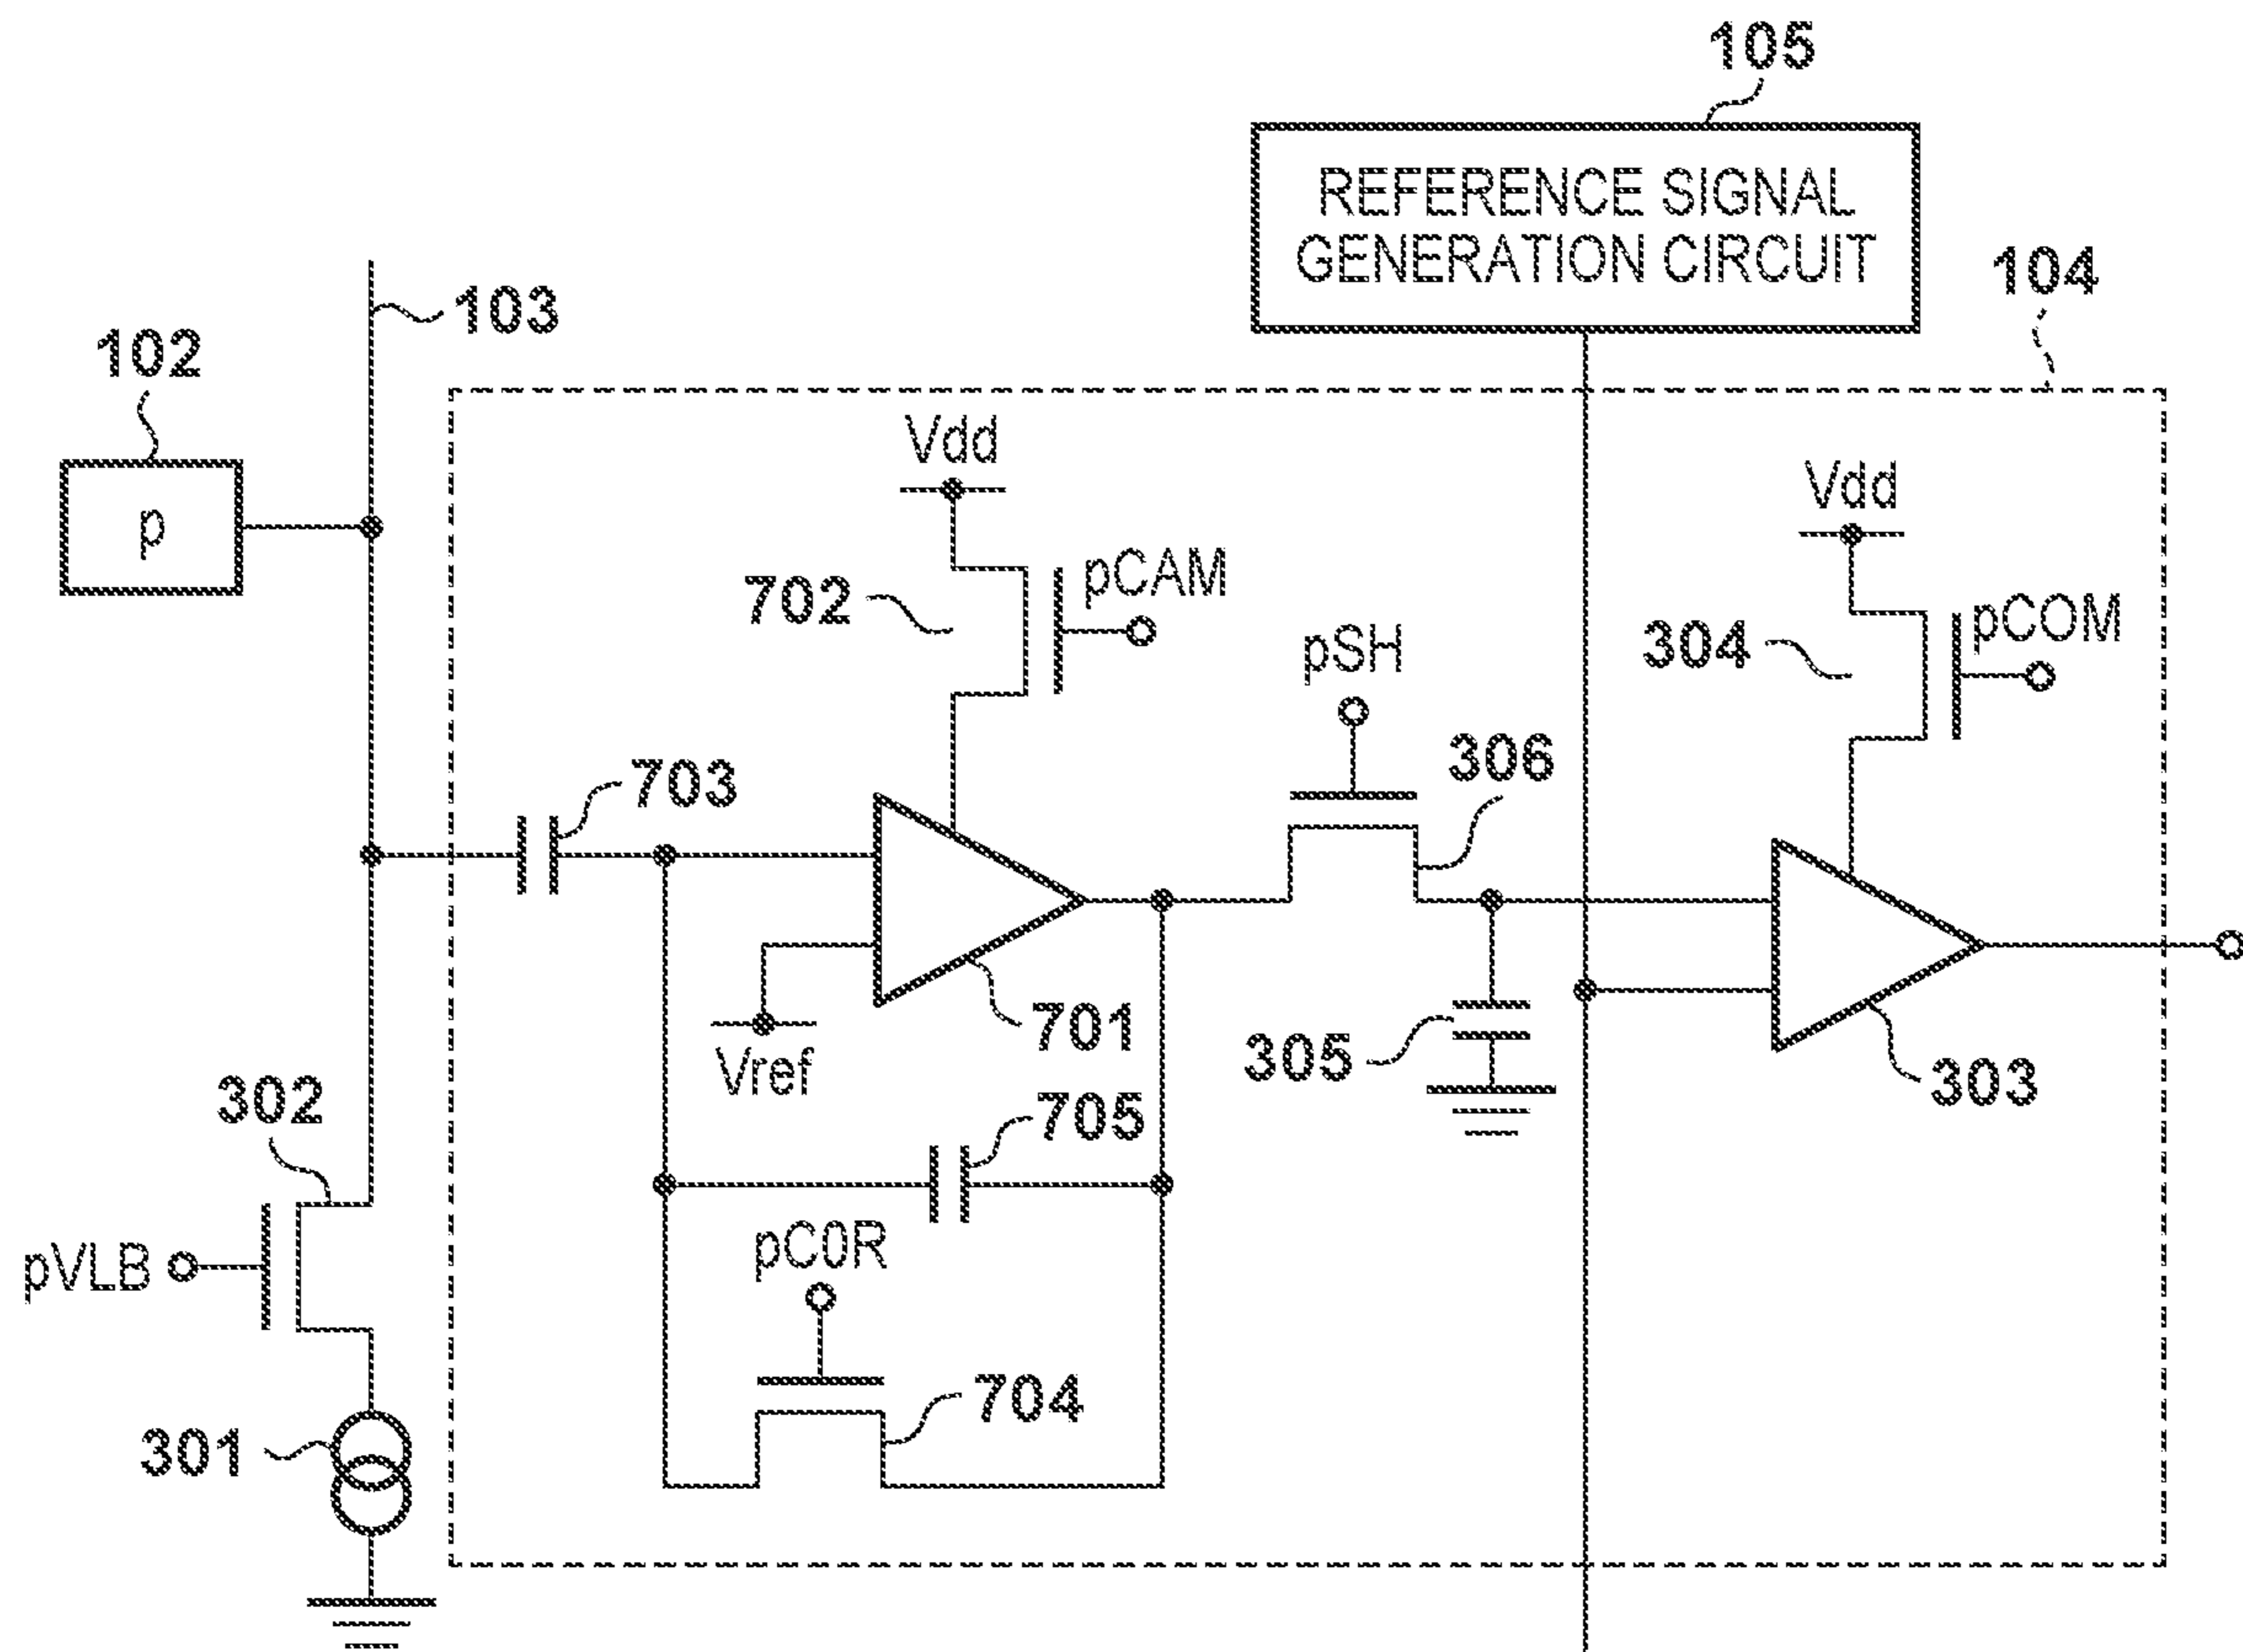 105
REFERENCE SIGNAL
GENERATION CIRCUIT
104
103
102
p
Vdd
pCAM
702
Vdd
pCOM
304
pSH
306
703
701
Vref
305
303
302
705
pVLB
pC0R
704
301